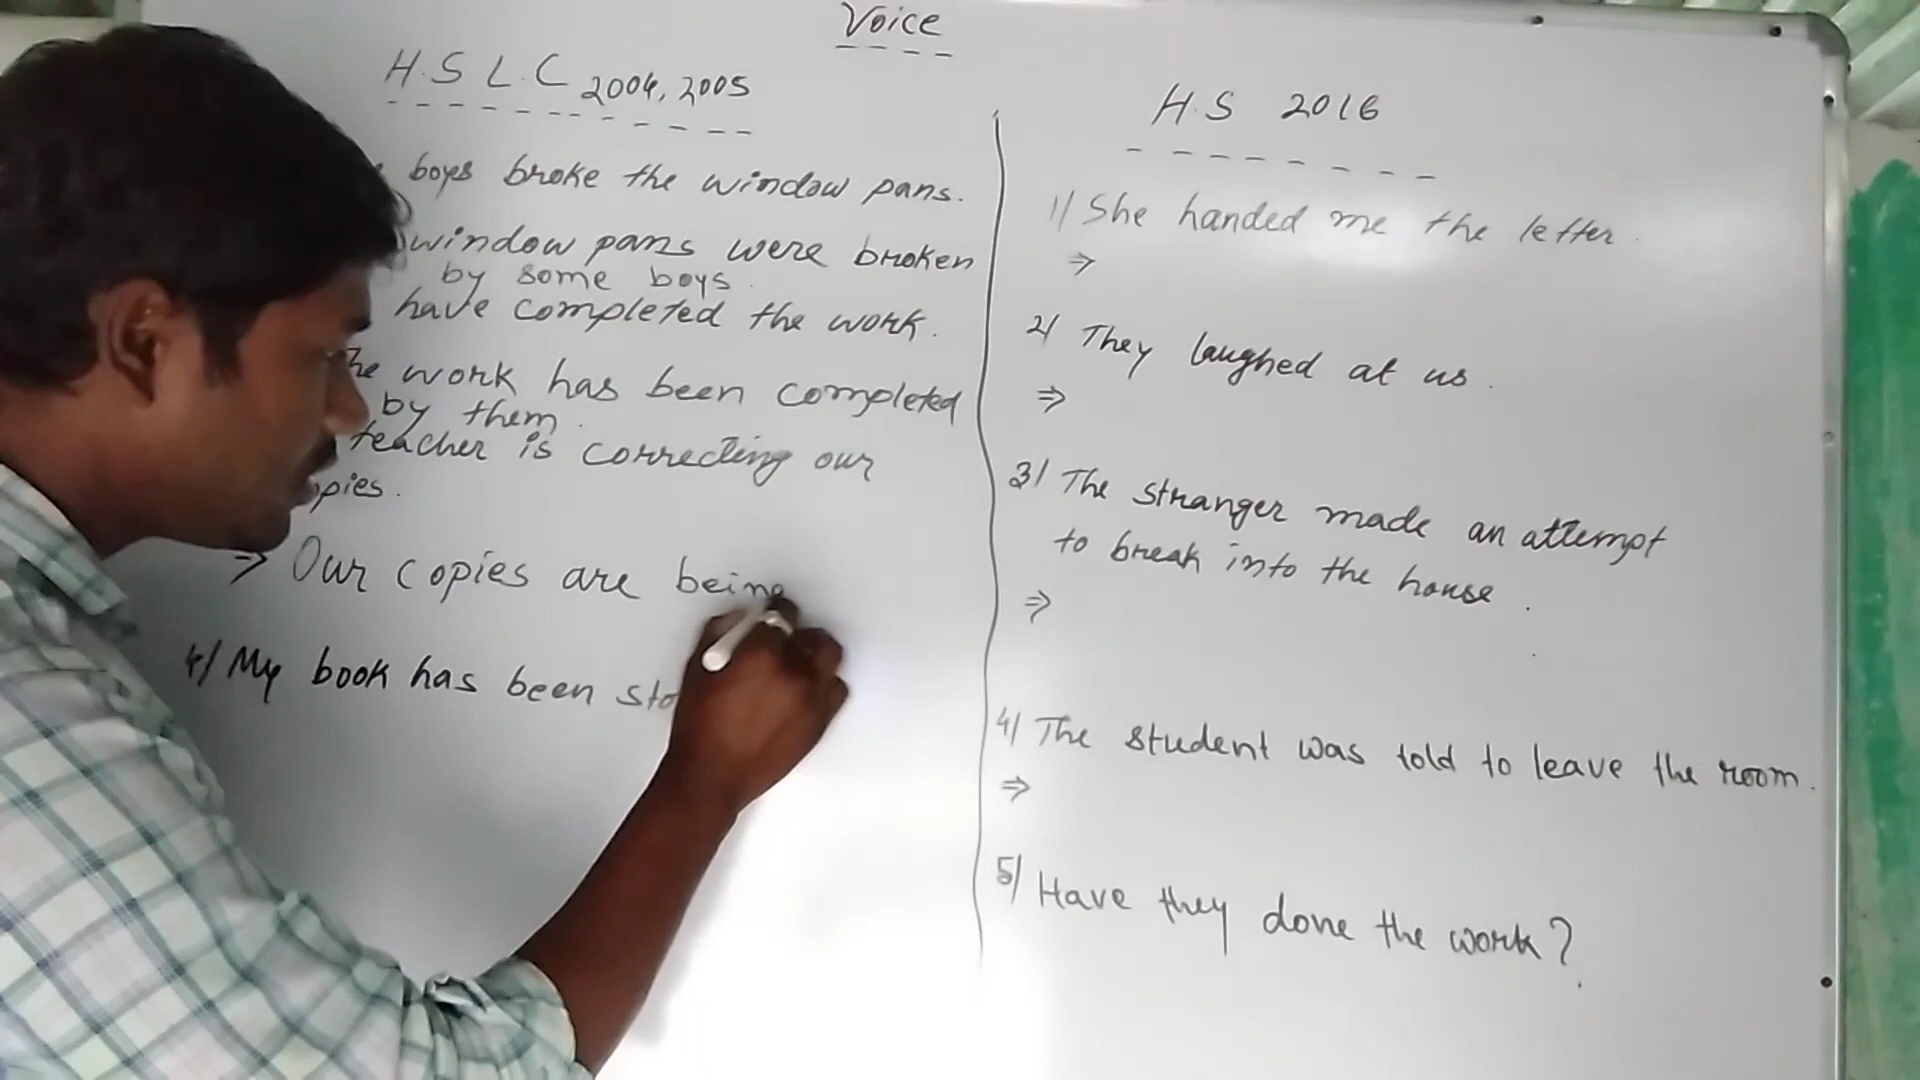 Voice
H.S L.C 2004, 2005
boys broke the window pans.
window pans were broken
by some boys.
have completed the work.
The work has been completed
by them.
teacher is correcting our
=> Our copies are being
4/ My book has been
H.S 2016
1/ She handed me the letter.
=>
2/ They laughed at us.
=>
3/ The stranger made an attempt
to break into the house.
=>
4/ The student was told to leave the room.
=>
5/ Have they done the work?